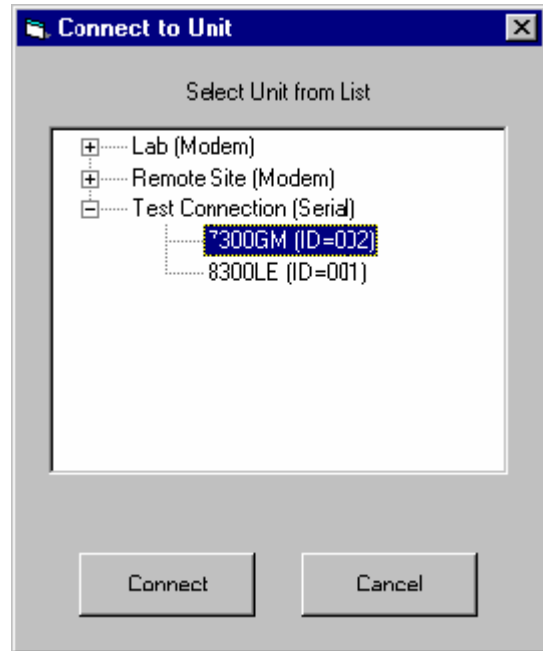 Connect to Unit
Select Unit from List
Lab (Modem)
Remote Site (Modem)
Test Connection (Serial)
7300GM (ID=002)
8300LE (ID=001)
Connect
Cancel